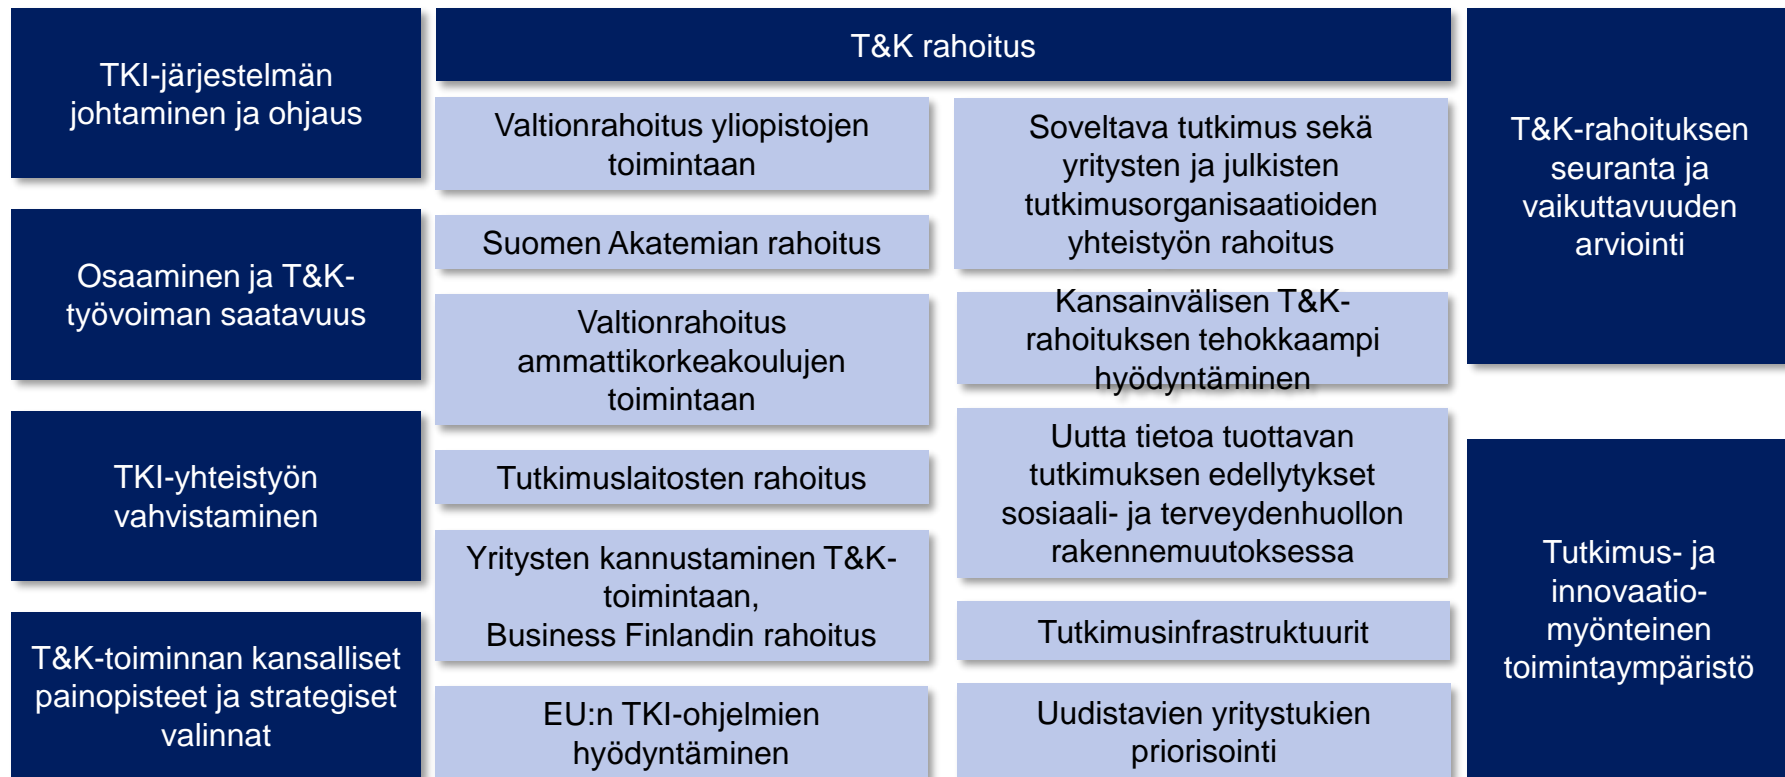 TKI-järjestelmän
johtaminen ja ohjaus
Osaaminen ja T&K-
työvoiman saatavuus
TKI-yhteistyön
vahvistaminen
T&K-toiminnan kansalliset
painopisteet ja strategiset
valinnat
T&K rahoitus
Valtionrahoitus yliopistojen
toimintaan
Suomen Akatemian rahoitus
Valtionrahoitus
ammattikorkeakoulujen
toimintaan
Tutkimuslaitosten rahoitus
Yritysten kannustaminen T&K-
toimintaan,
Business Finlandin rahoitus
EU:n TKI-ohjelmien
hyödyntäminen
Soveltava tutkimus sekä
yritysten ja julkisten
tutkimusorganisaatioiden
yhteistyön rahoitus
Kansainvälisen T&K-
rahoituksen tehokkaampi
hyödyntäminen
Uutta tietoa tuottavan
tutkimuksen edellytykset
sosiaali- ja terveydenhuollon
rakennemuutoksessa
Tutkimusinfrastruktuurit
Uudistavien yritystukien
priorisointi
T&K-rahoituksen
seuranta ja
vaikuttavuuden
arviointi
Tutkimus- ja
innovaatio-
myönteinen
toimintaympäristö